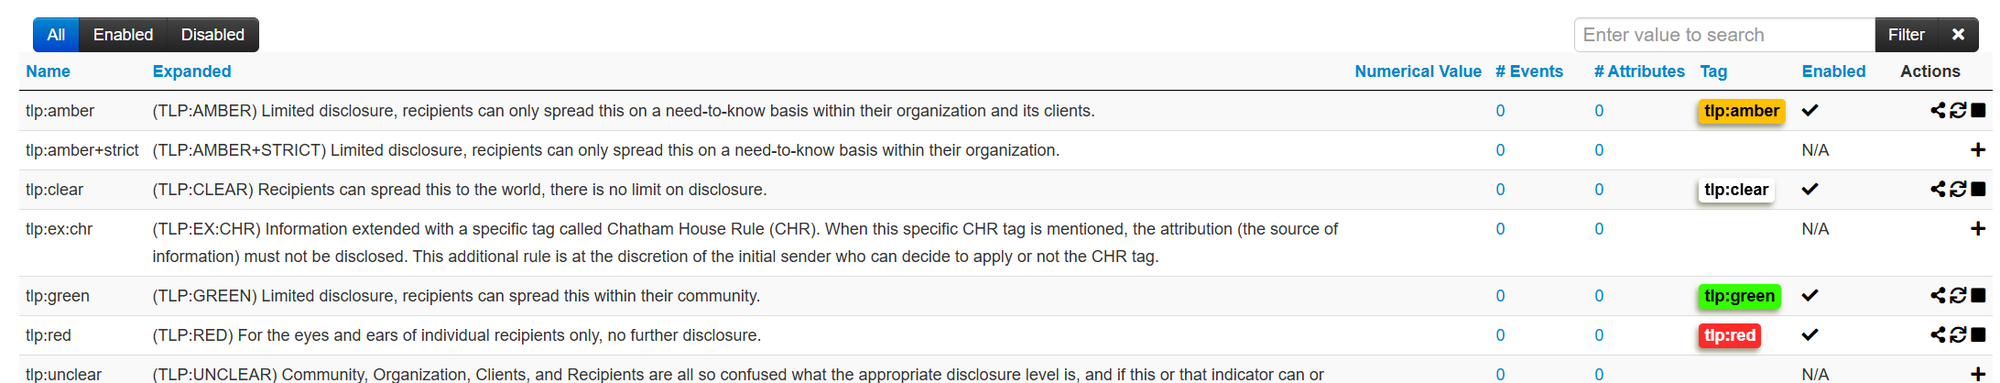 All Enabled Disabled Enter value to search Filter ×
Name Expanded Numerical Value # Events # Attributes Tag Enabled Actions
tlp:amber (TLP:AMBER) Limited disclosure, recipients can only spread this on a need-to-know basis within their organization and its clients. 0 0 tlp:amber
tlp:amber+strict (TLP:AMBER+STRICT) Limited disclosure, recipients can only spread this on a need-to-know basis within their organization. 0 0 N/A
tlp:clear (TLP:CLEAR) Recipients can spread this to the world, there is no limit on disclosure. 0 0 tlp:clear
tlp:ex:chr (TLP:EX:CHR) Information extended with a specific tag called Chatham House Rule (CHR). When this specific CHR tag is mentioned, the attribution (the source of 0 0 N/A
information) must not be disclosed. This additional rule is at the discretion of the initial sender who can decide to apply or not the CHR tag.
tlp:green (TLP:GREEN) Limited disclosure, recipients can spread this within their community. 0 0 tlp:green
tlp:red (TLP:RED) For the eyes and ears of individual recipients only, no further disclosure. 0 0 tlp:red
tlp:unclear (TLP:UNCLEAR) Community, Organization, Clients, and Recipients are all so confused what the appropriate disclosure level is, and if this or that indicator can or 0 0 N/A